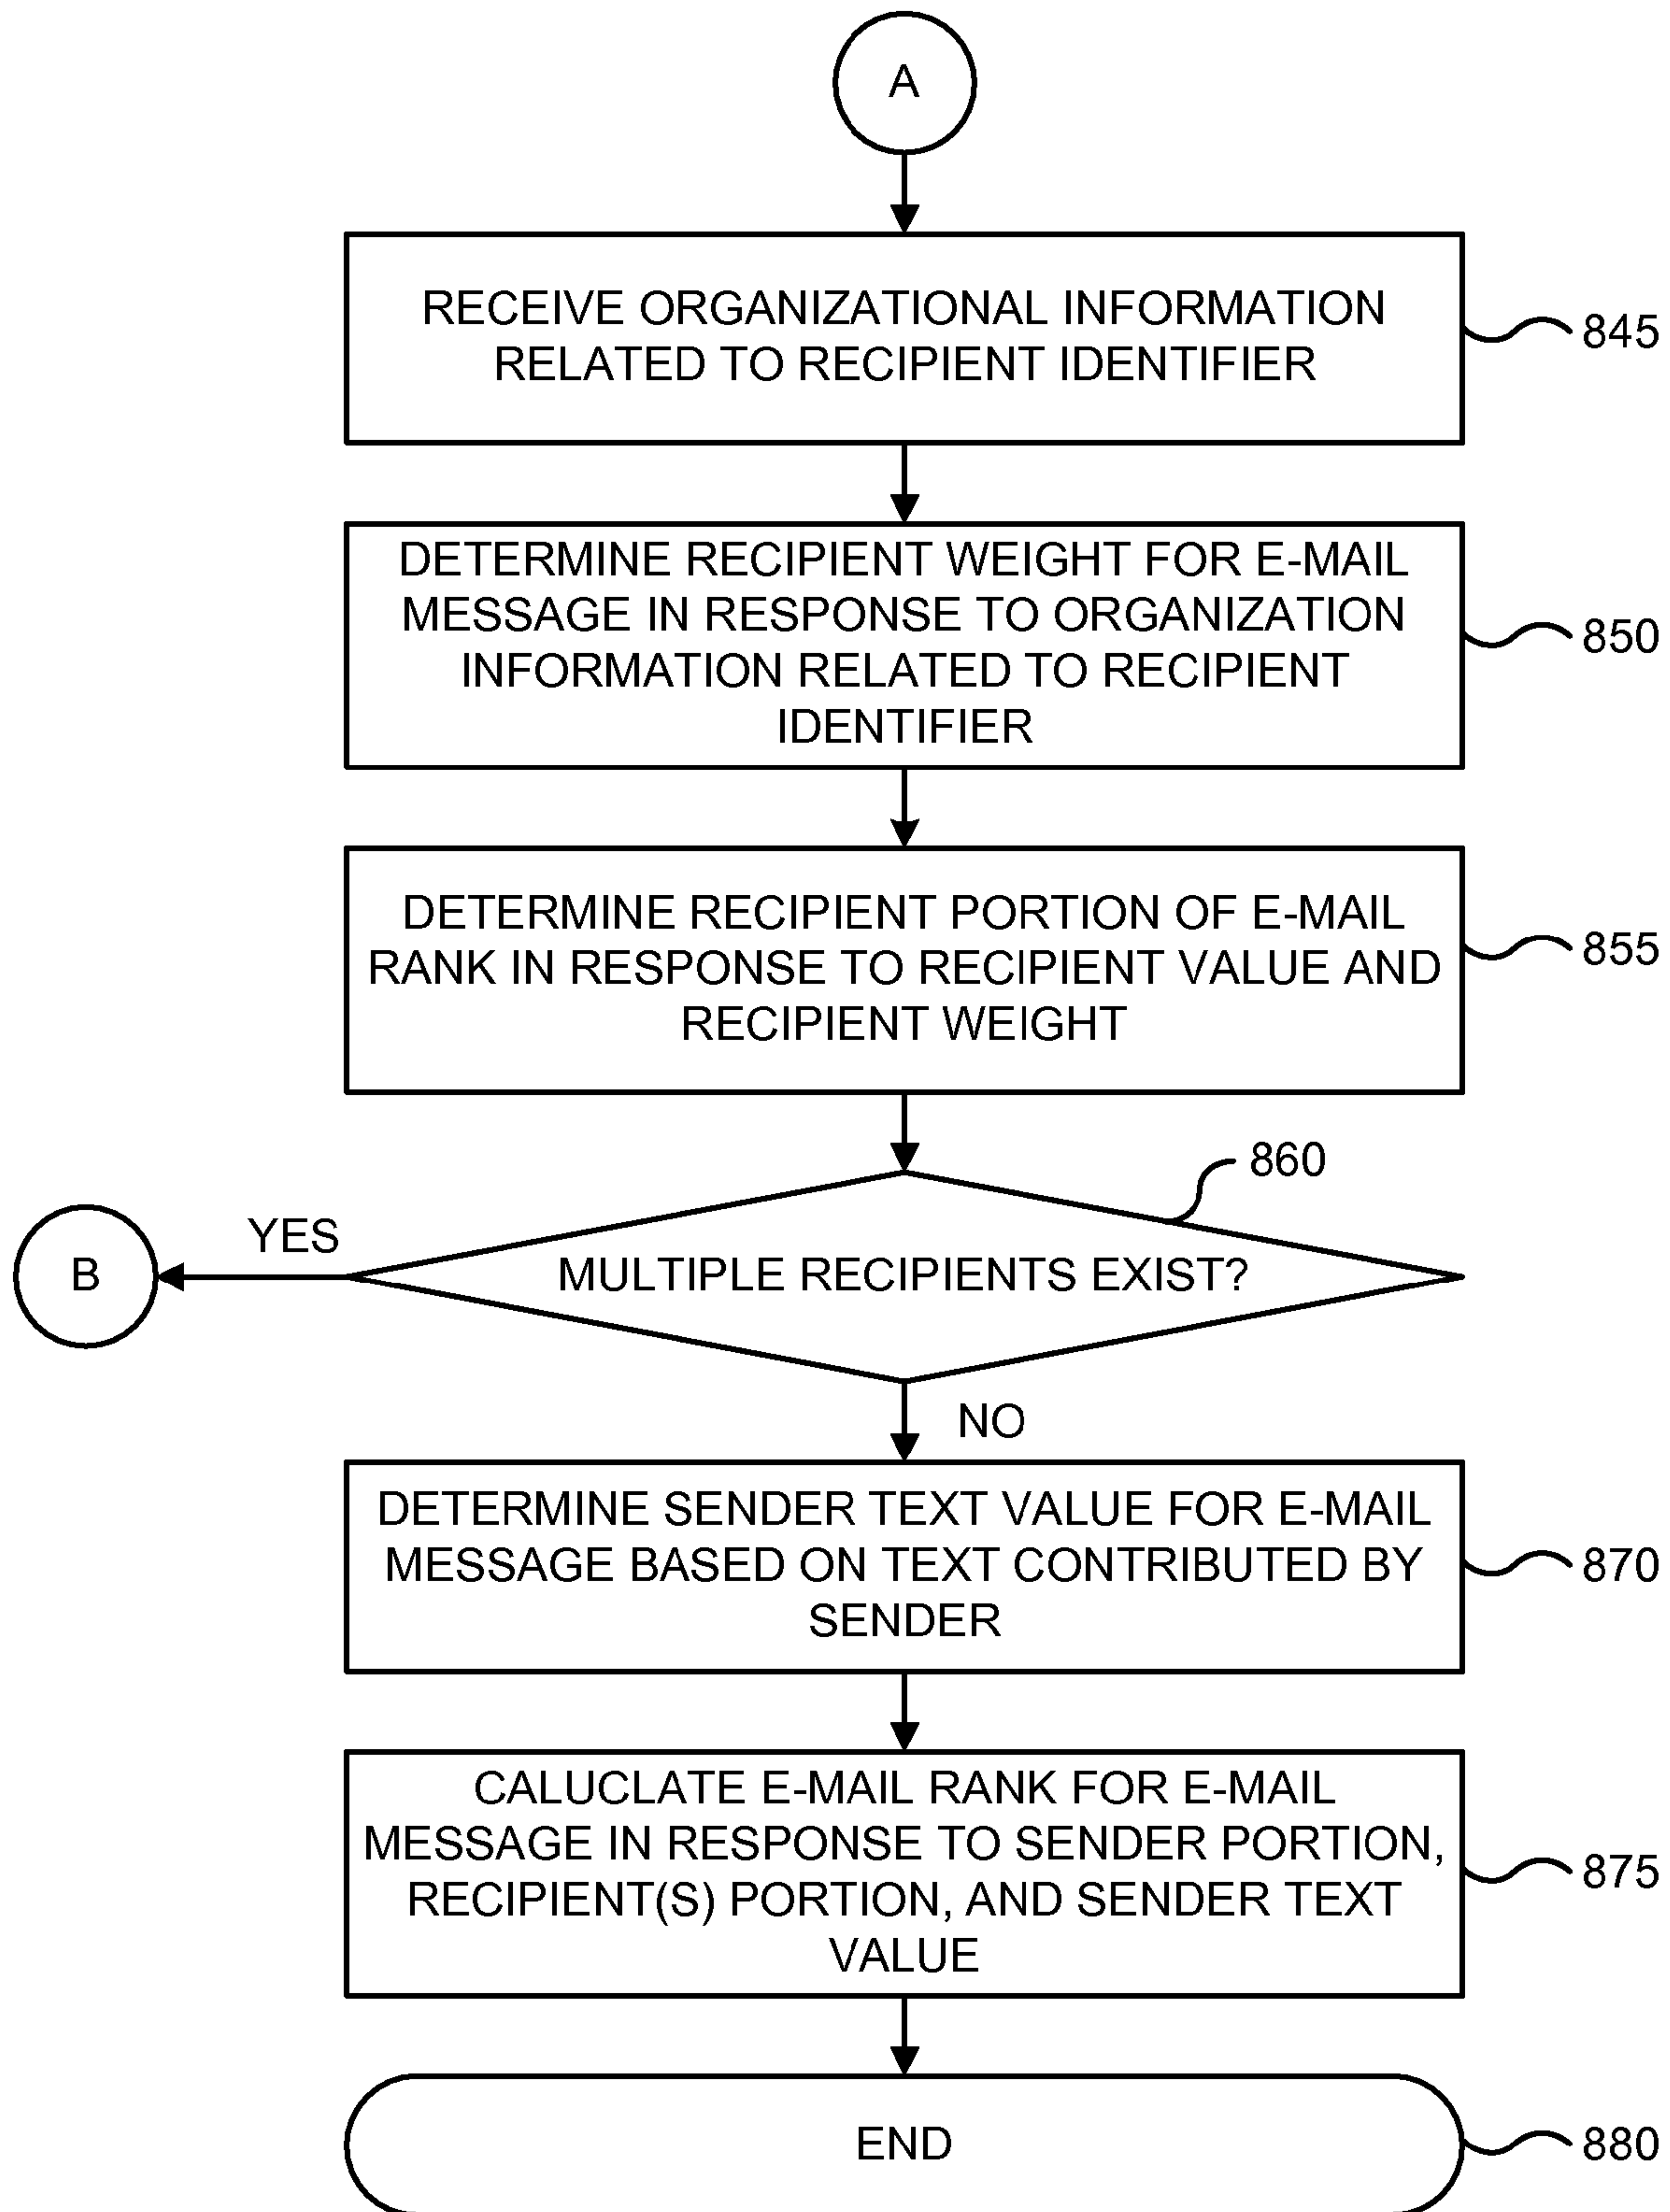 A
RECEIVE ORGANIZATIONAL INFORMATION
RELATED TO RECIPIENT IDENTIFIER
845
DETERMINE RECIPIENT WEIGHT FOR E-MAIL
MESSAGE IN RESPONSE TO ORGANIZATION
INFORMATION RELATED TO RECIPIENT
IDENTIFIER
850
DETERMINE RECIPIENT PORTION OF E-MAIL
RANK IN RESPONSE TO RECIPIENT VALUE AND
RECIPIENT WEIGHT
855
860
YES
B
MULTIPLE RECIPIENTS EXIST?
NO
DETERMINE SENDER TEXT VALUE FOR E-MAIL
MESSAGE BASED ON TEXT CONTRIBUTED BY
SENDER
870
CALUCLATE E-MAIL RANK FOR E-MAIL
MESSAGE IN RESPONSE TO SENDER PORTION,
RECIPIENT(S) PORTION, AND SENDER TEXT
VALUE
875
END
880